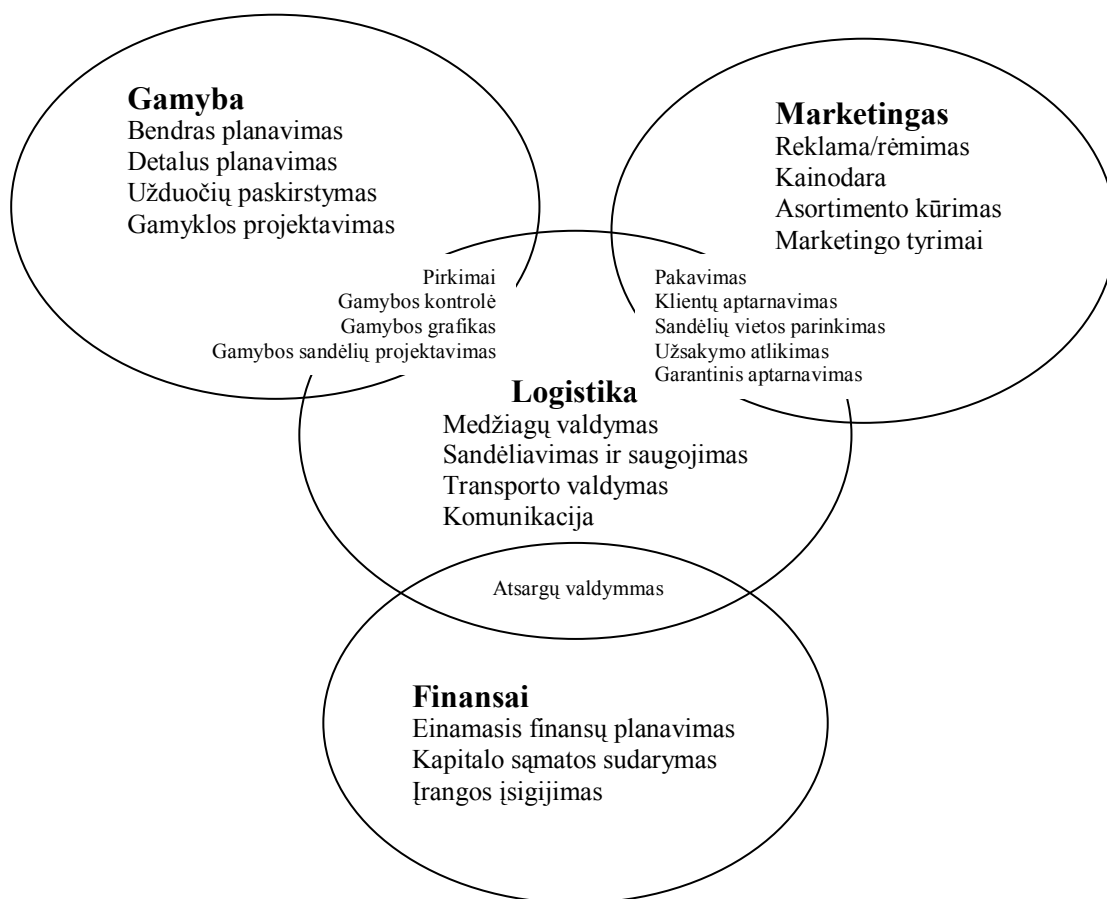 Gamyba
Bendras planavimas
Detalus planavimas
Užduočių paskirstymas
Gamyklos projektavimas
Marketingas
Reklama/rėmimas
Kainodara
Asortimento kūrimas
Marketingo tyrimai
Pirkimai
Gamybos kontrolė
Gamybos grafikas
Gamybos sandėlių projektavimas
Pakavimas
Klientų aptarnavimas
Sandėlių vietos parinkimas
Užsakymo atlikimas
Garantinis aptarnavimas
Logistika
Medžiagų valdymas
Sandėliavimas ir saugojimas
Transporto valdymas
Komunikacija
Atsargų valdymmas
Finansai
Einamasis finansų planavimas
Kapitalo sąmatos sudarymas
Įrangos įsigijimas